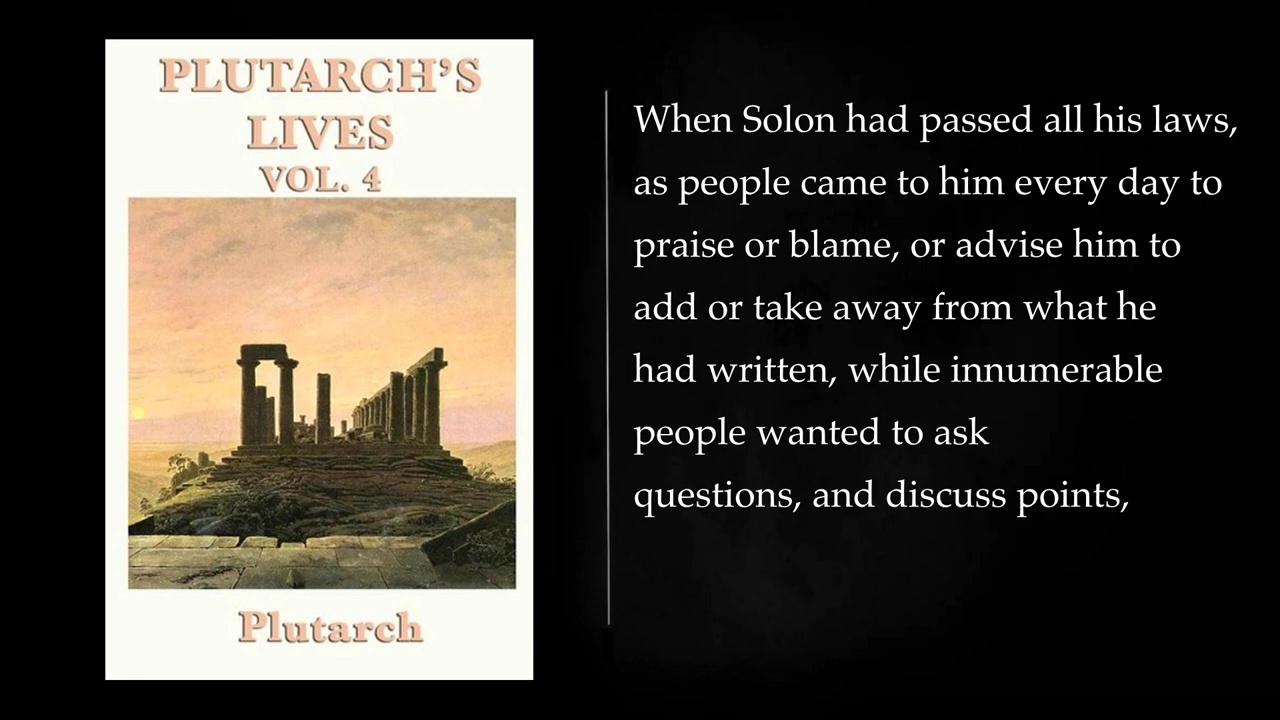 PLUTARCH'S
LIVES
VOL. 4
Plutarch
When Solon had passed all his laws,
as people came to him every day to
praise or blame, or advise him to
add or take away from what he
had written, while innumerable
people wanted to ask
questions, and discuss points,